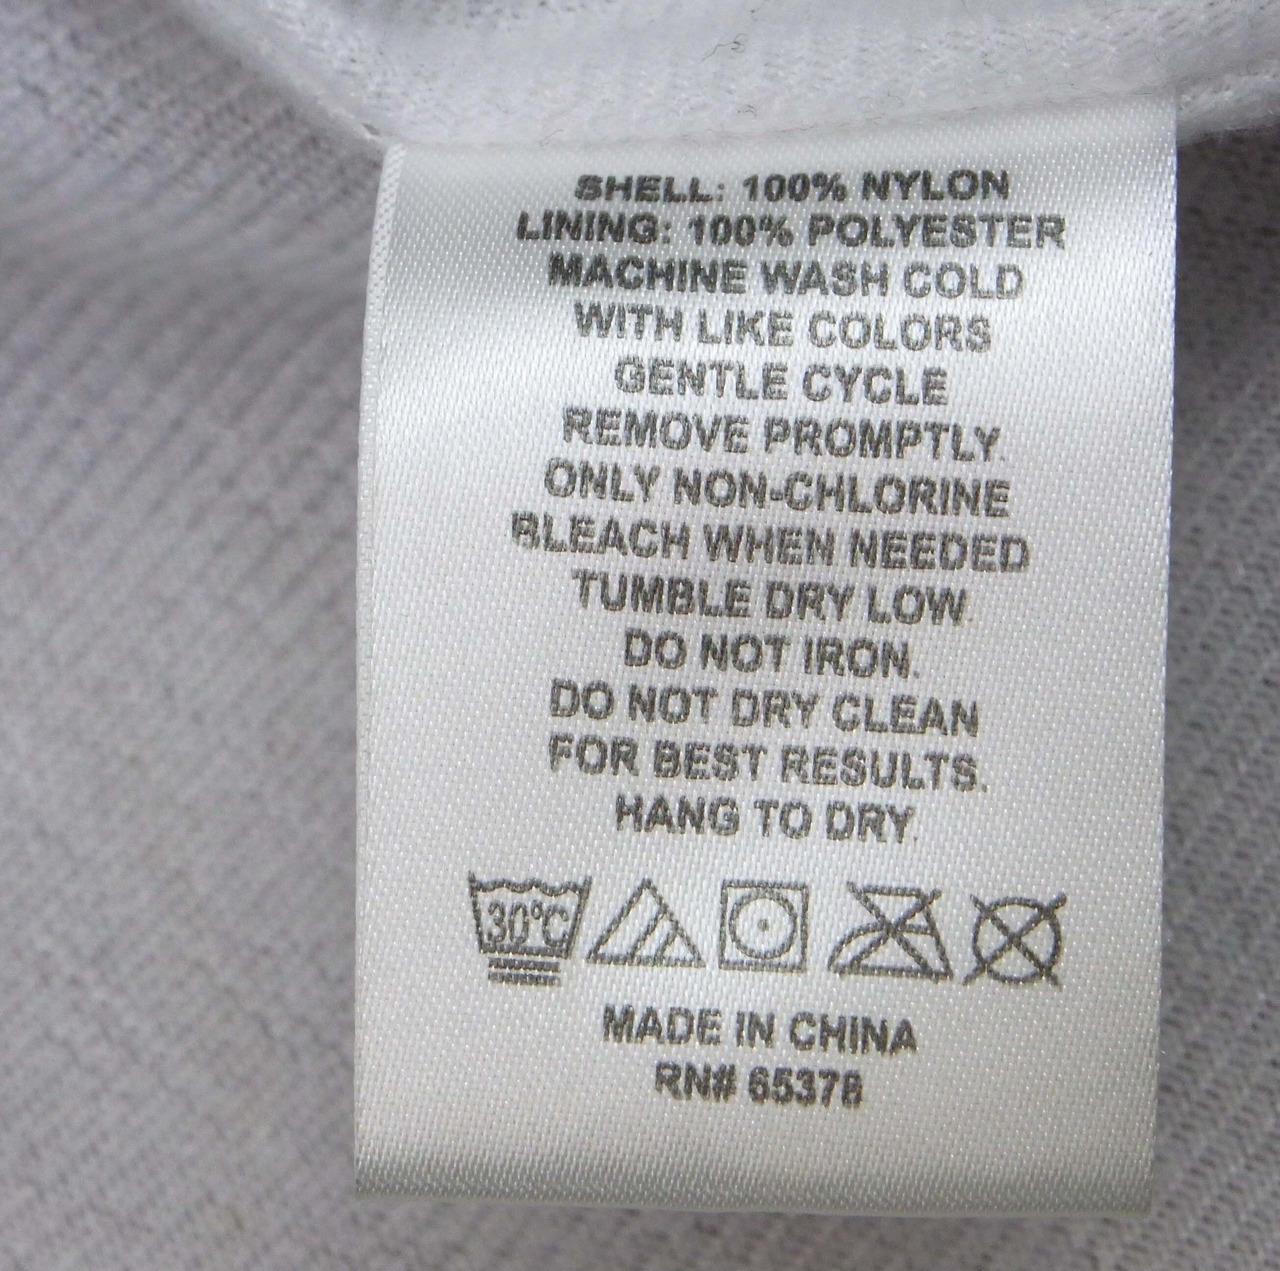 SHELL: 100% NYLON
LINING: 100% POLYESTER
MACHINE WASH COLD
WITH LIKE COLORS
GENTLE CYCLE
REMOVE PROMPTLY.
ONLY NON-CHLORINE
BLEACH WHEN NEEDED
TUMBLE DRY LOW.
DO NOT IRON.
DO NOT DRY CLEAN
FOR BEST RESULTS.
HANG TO DRY.
30°C
MADE IN CHINA
RN# 65378